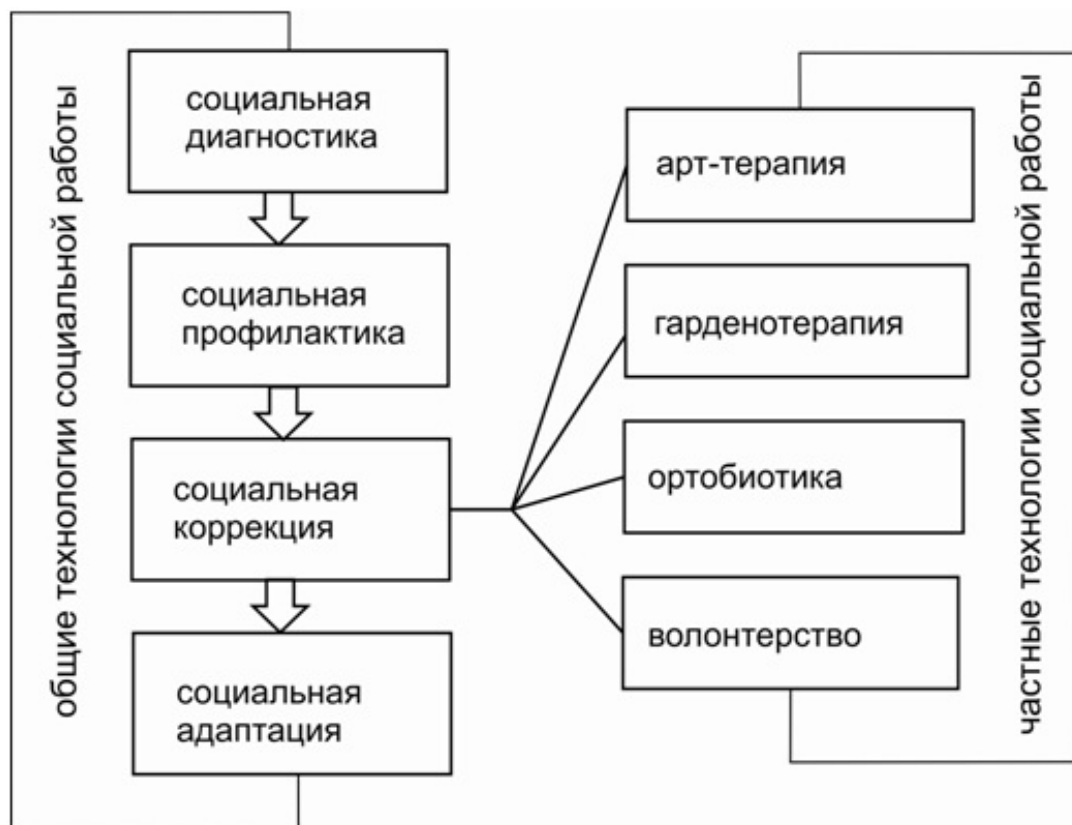 общие технологии социальной работы
социальная
диагностика
социальная
профилактика
социальная
коррекция
социальная
адаптация
арт-терапия
гарденотерапия
ортобиотика
волонтерство
частные технологии социальной работы